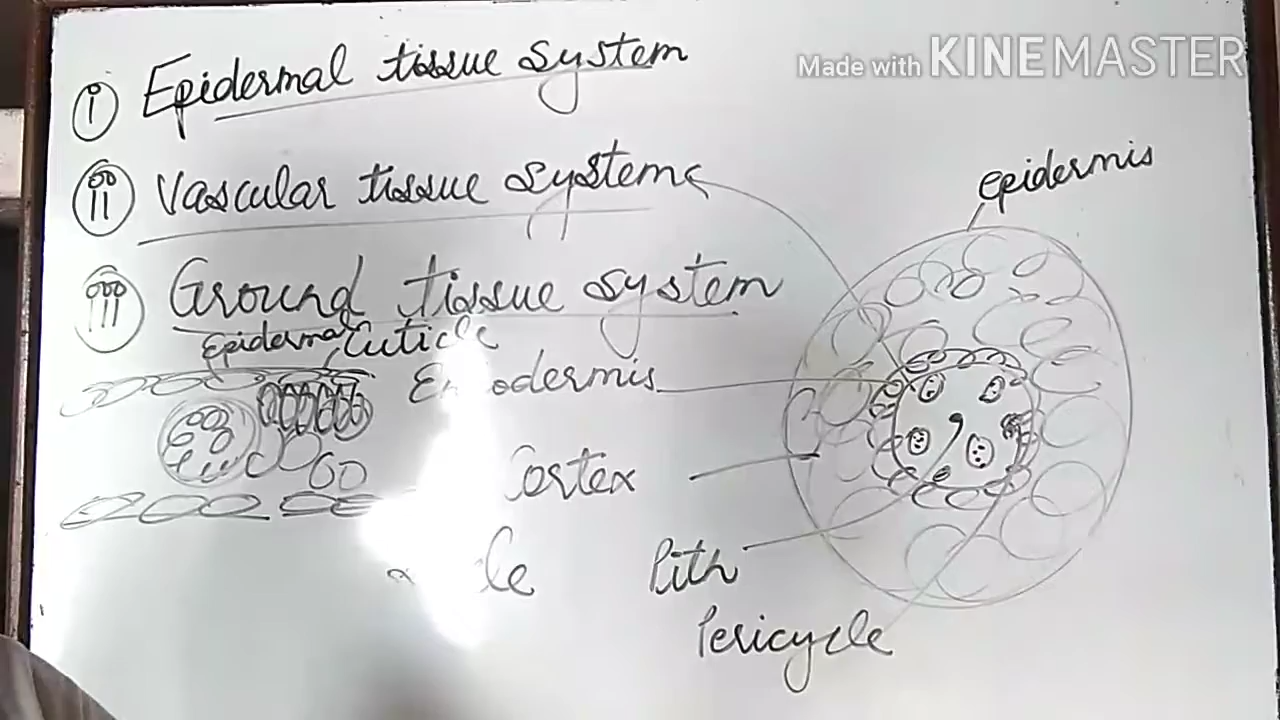 Made with KINEMASTER
i Epidermal tissue system
ii Vascular tissue system
iii Ground tissue system
Epidermal Cuticle
Epidermis
Endodermis
Cortex
Pith
Pericycle